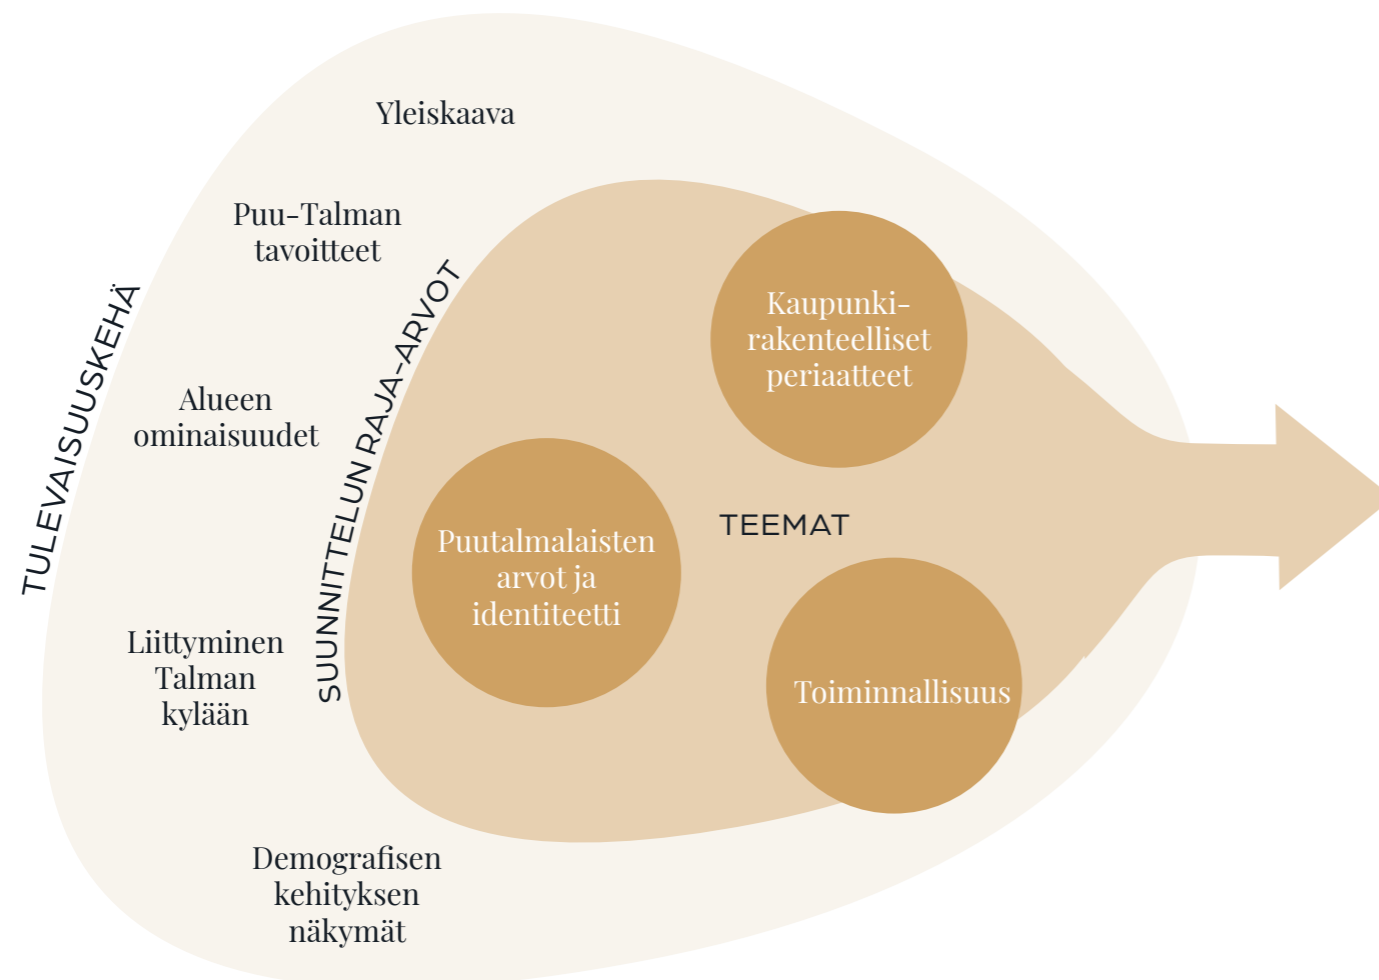 Yleiskaava
Puu-Talman
tavoitteet
TULEVAISUUSKEHÄ
SUUNNITTELUN RAJA-ARVOT
Alueen
ominaisuudet
Liittyminen
Talman
kylään
Demografisen
kehityksen
näkymät
Kaupunki-
rakenteelliset
periaatteet
TEEMAT
Puutalmalaisten
arvot ja
identiteetti
Toiminnallisuus